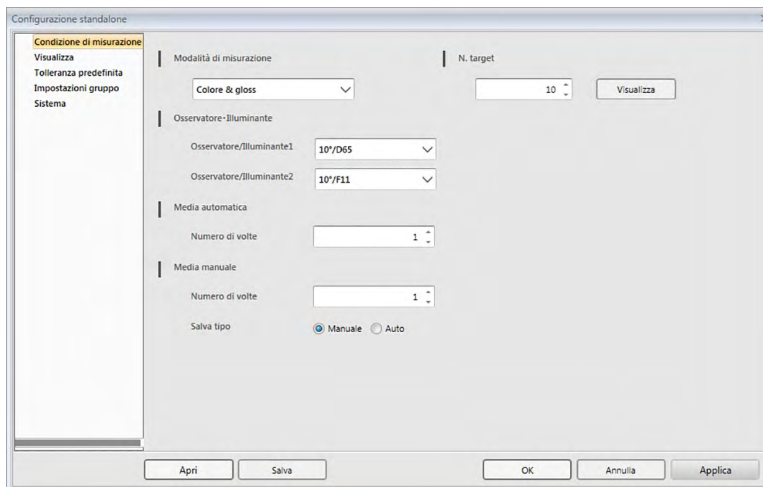 Configurazione standalone
Condizione di misurazione
Visualizza
Tolleranza predefinita
Impostazioni gruppo
Sistema
Modalità di misurazione
Colore & gloss
Osservatore-Illuminante
Osservatore/Illuminante1
10°/D65
Osservatore/Illuminante2
10°/F11
Media automatica
Numero di volte
1
Media manuale
Numero di volte
1
Salva tipo
Manuale
Auto
N. target
10
Visualizza
Apri
Salva
OK
Annulla
Applica